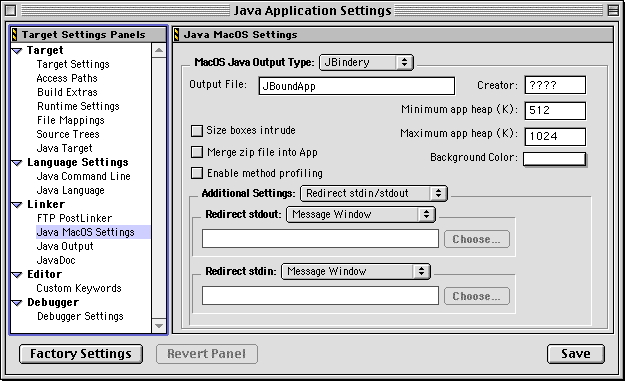 Java Application Settings
Target Settings Panels
Target
Target Settings
Access Paths
Build Extras
Runtime Settings
File Mappings
Source Trees
Java Target
Language Settings
Java Command Line
Java Language
Linker
FTP PostLinker
Java MacOS Settings
Java Output
JavaDoc
Editor
Custom Keywords
Debugger
Debugger Settings
Java MacOS Settings
MacOS Java Output Type: JBindery
Output File: JBoundApp Creator: ????
Minimum app heap (K): 512
Size boxes intrude Maximum app heap (K): 1024
Merge zip file into App Background Color:
Enable method profiling
Additional Settings: Redirect stdin/stdout
Redirect stdout: Message Window
Choose...
Redirect stdin: Message Window
Choose...
Factory Settings Revert Panel Save